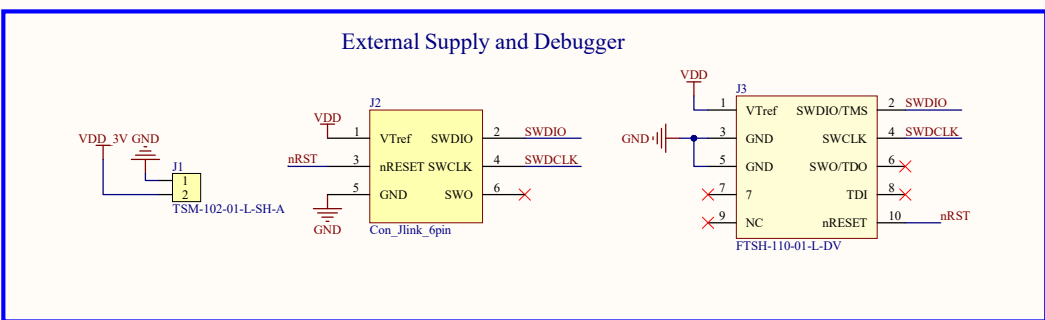 External Supply and Debugger
VDD_3V GND
J1
1
2
TSM-102-01-L-SH-A
J2
VDD
1 VTref SWDIO 2 SWDIO
nRST 3 nRESET SWCLK 4 SWDCLK
5 GND SWO 6
GND
Con_Jlink_6pin
VDD
J3
1 VTref SWDIO/TMS 2 SWDIO
GND 3 GND SWCLK 4 SWDCLK
5 GND SWO/TDO 6
7 7 TDI 8
9 NC nRESET 10 nRST
FTSH-110-01-L-DV